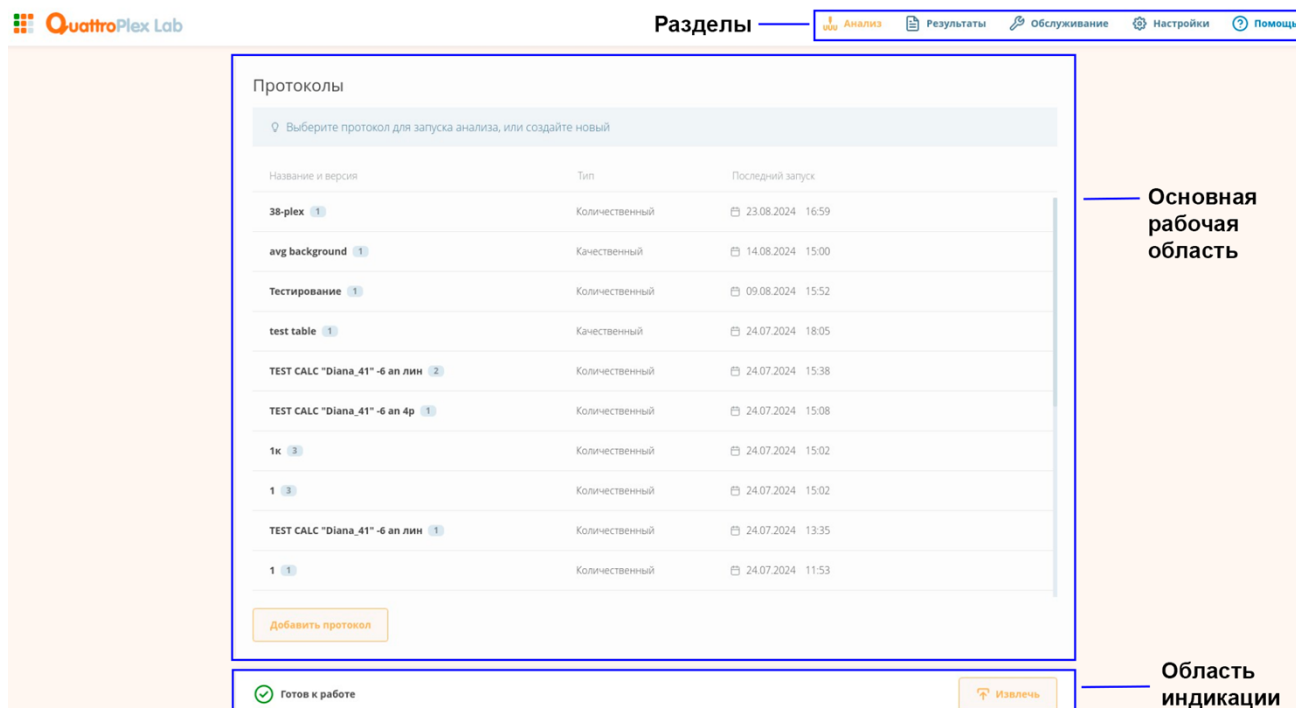 QuattroPlex Lab
Разделы
Анализ Результаты Обслуживание Настройки Помощь
Протоколы
Выберите протокол для запуска анализа, или создайте новый
Название и версия Тип Последний запуск
38-plex 1 Количественный 23.08.2024 16:59
avg background 1 Качественный 14.08.2024 15:00
Тестирование 1 Количественный 09.08.2024 15:52
test table 1 Качественный 24.07.2024 18:05
TEST CALC "Diana_41" -6 ап лин 2 Количественный 24.07.2024 15:38
TEST CALC "Diana_41" -6 an 4p 1 Количественный 24.07.2024 15:08
1к 3 Количественный 24.07.2024 15:02
1 3 Количественный 24.07.2024 15:02
TEST CALC "Diana_41" -6 ап лин 1 Количественный 24.07.2024 13:35
1 1 Количественный 24.07.2024 11:53
Добавить протокол
Основная
рабочая
область
Готов к работе Извлечь
Область
индикации